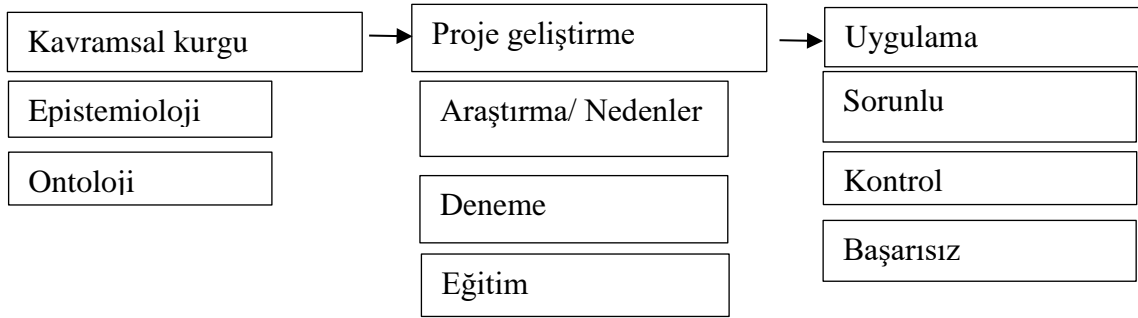 Kavramsal kurgu
Epistemioloji
Ontoloji
Proje geliştirme
Araştırma/ Nedenler
Deneme
Eğitim
Uygulama
Sorunlu
Kontrol
Başarısız